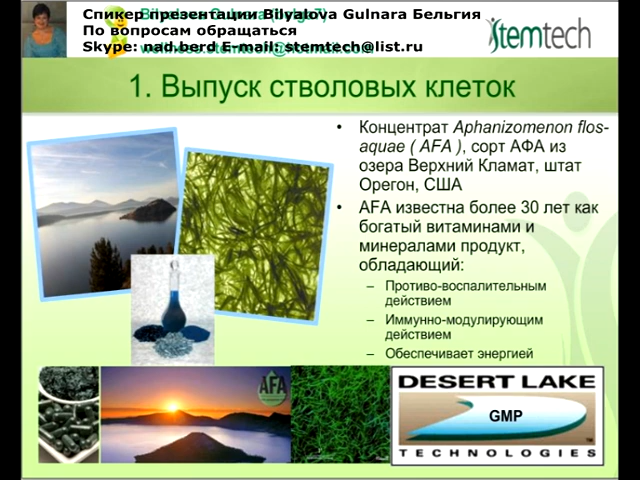 Спикер презентации Bilyalova Gulnara Бельгия
По вопросам обращаться
Skype: nad.berd E-mail: stemtech@list.ru
stemtech
1. Выпуск стволовых клеток
• Концентрат Aphanizomenon flos-
aquae ( AFA ), сорт АФА из
озера Верхний Кламат, штат
Орегон, США
• AFA известна более 30 лет как
богатый витаминами и
минералами продукт,
обладающий:
– Противо-воспалительным
действием
– Иммунно-модулирующим
действием
– Обеспечивает энергией
AFA
DESERT LAKE
GMP
TECHNOLOGIES